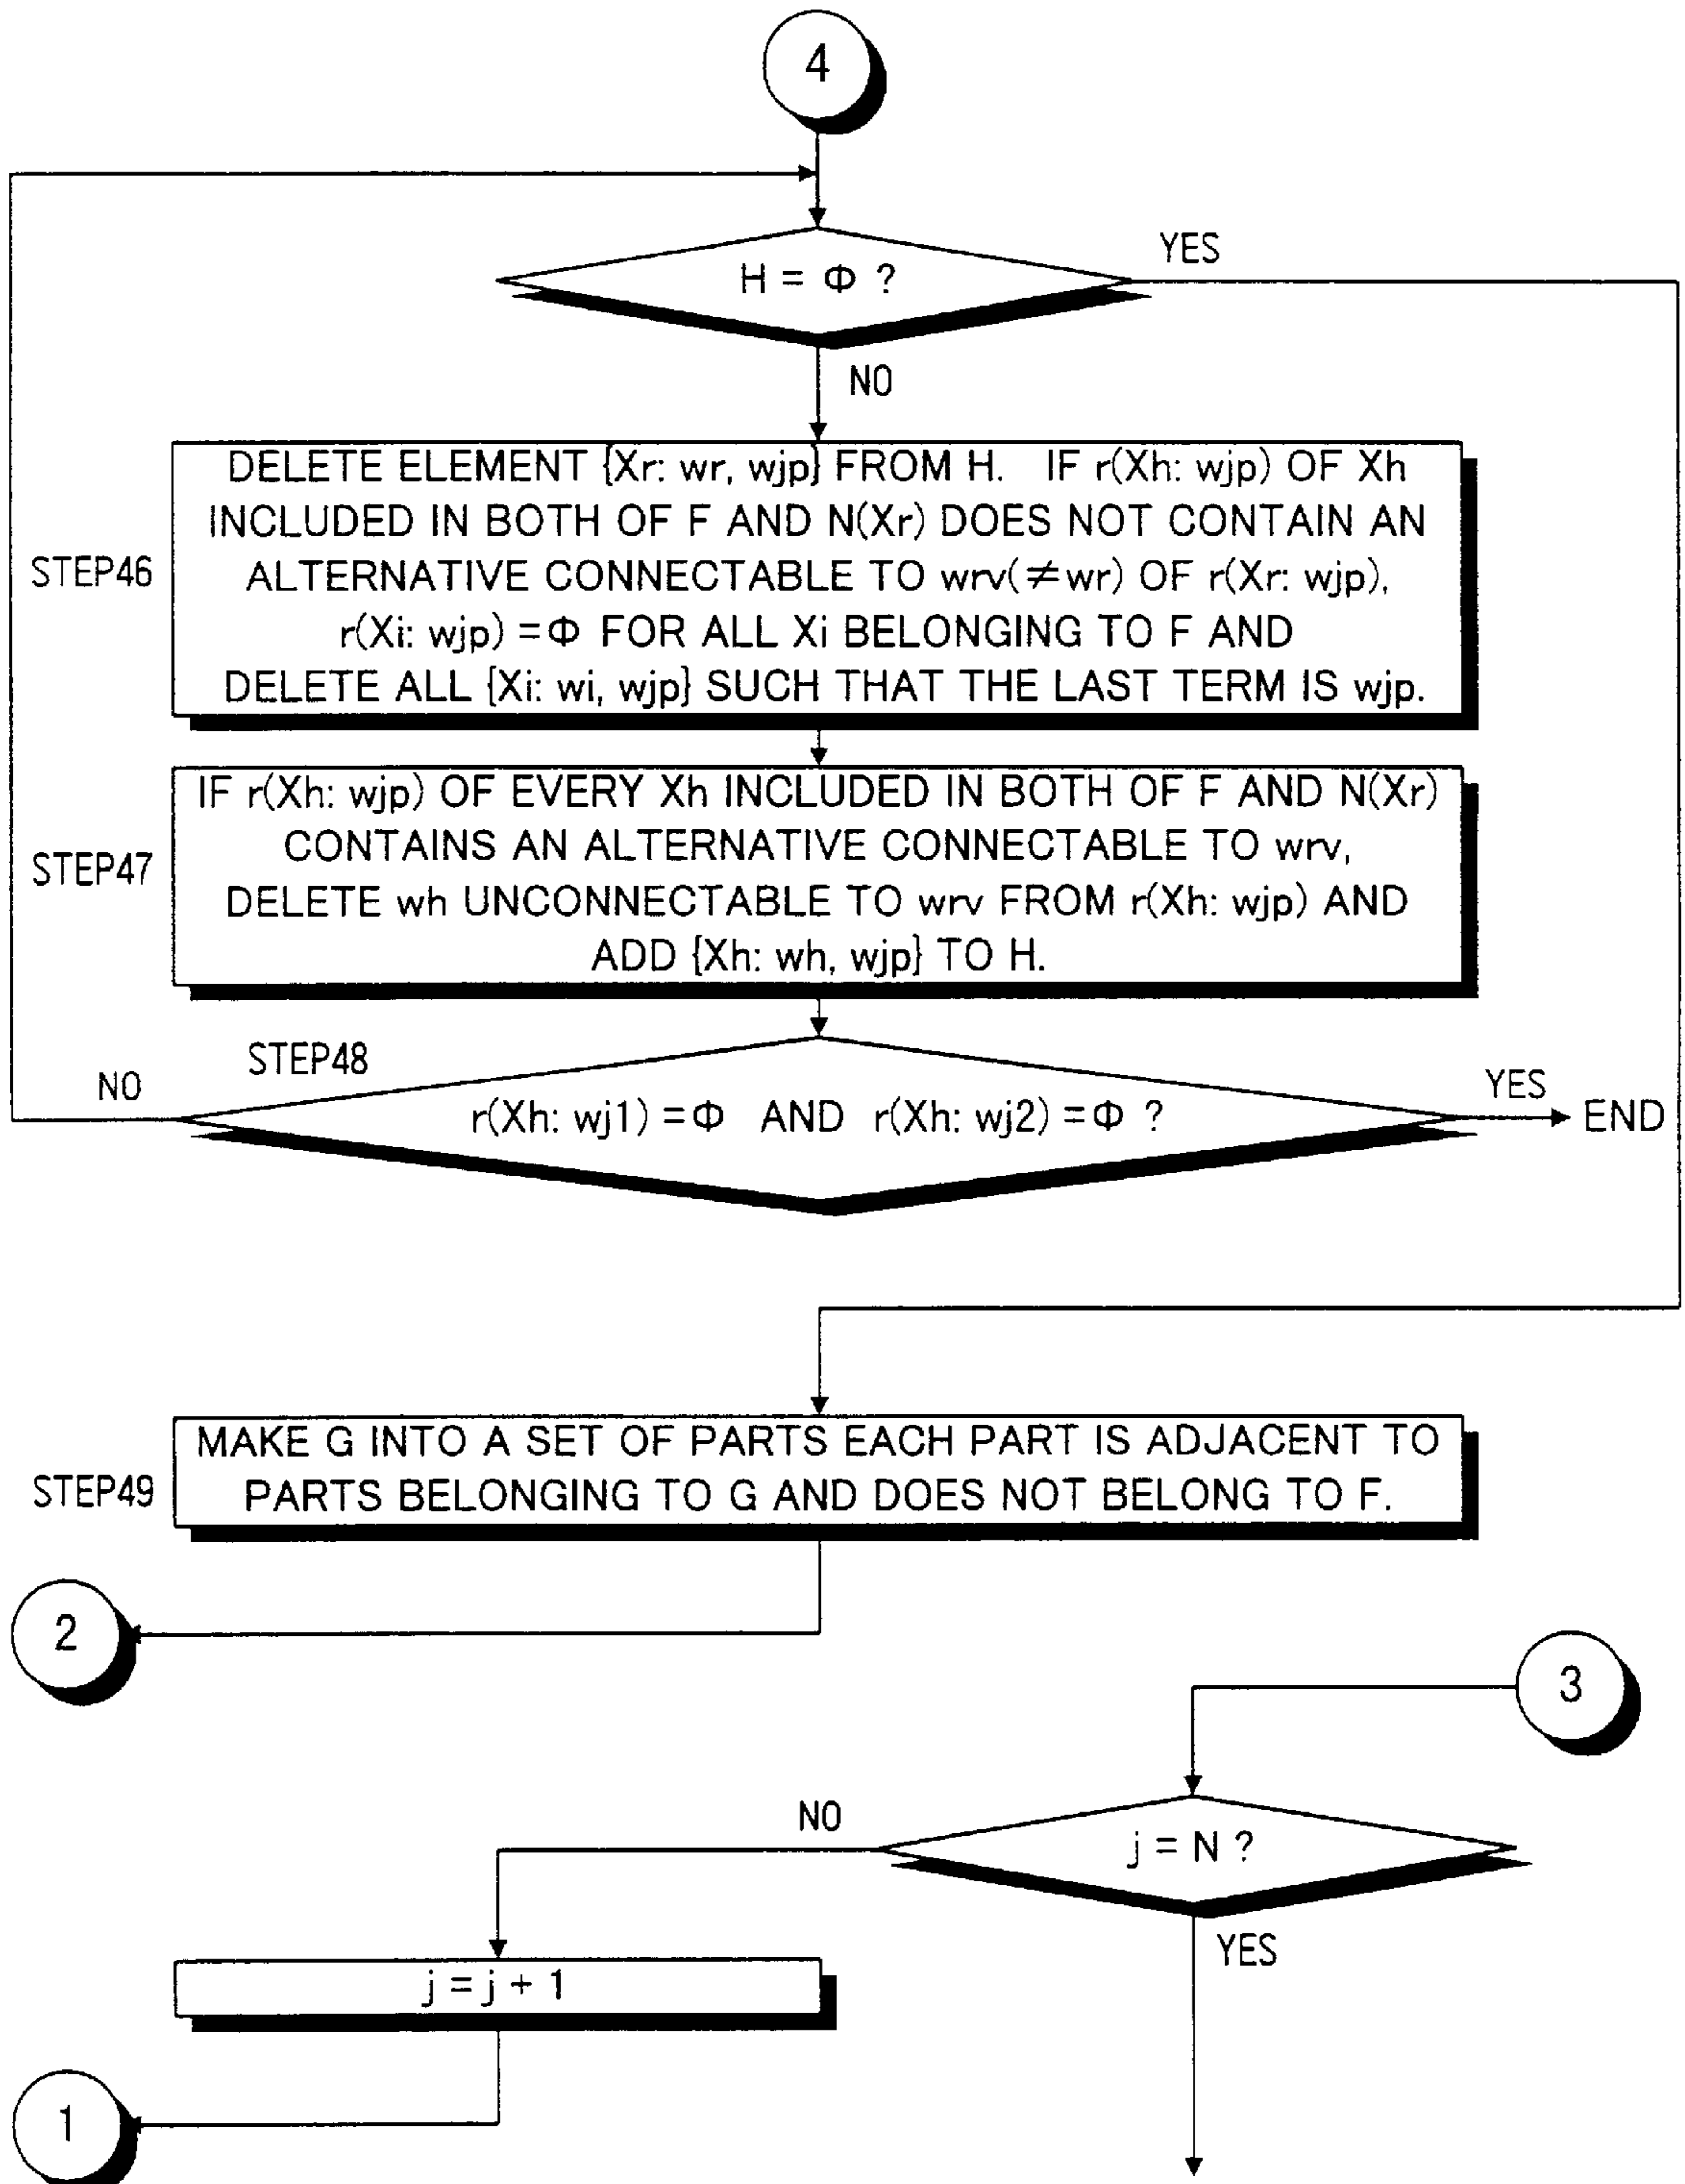 4
H = Φ ?
YES
NO
STEP46
DELETE ELEMENT {Xr: wr, wjp} FROM H. IF r(Xh: wjp) OF Xh
INCLUDED IN BOTH OF F AND N(Xr) DOES NOT CONTAIN AN
ALTERNATIVE CONNECTABLE TO wrv(≠wr) OF r(Xr: wjp),
r(Xi: wjp) =Φ FOR ALL Xi BELONGING TO F AND
DELETE ALL {Xi: wi, wjp} SUCH THAT THE LAST TERM IS wjp.
STEP47
IF r(Xh: wjp) OF EVERY Xh INCLUDED IN BOTH OF F AND N(Xr)
CONTAINS AN ALTERNATIVE CONNECTABLE TO wrv,
DELETE wh UNCONNECTABLE TO wrv FROM r(Xh: wjp) AND
ADD {Xh: wh, wjp} TO H.
STEP48
NO
r(Xh: wj1) =Φ AND r(Xh: wj2) =Φ ?
YES
END
STEP49
MAKE G INTO A SET OF PARTS EACH PART IS ADJACENT TO
PARTS BELONGING TO G AND DOES NOT BELONG TO F.
2
3
NO
j = N ?
YES
j = j + 1
1